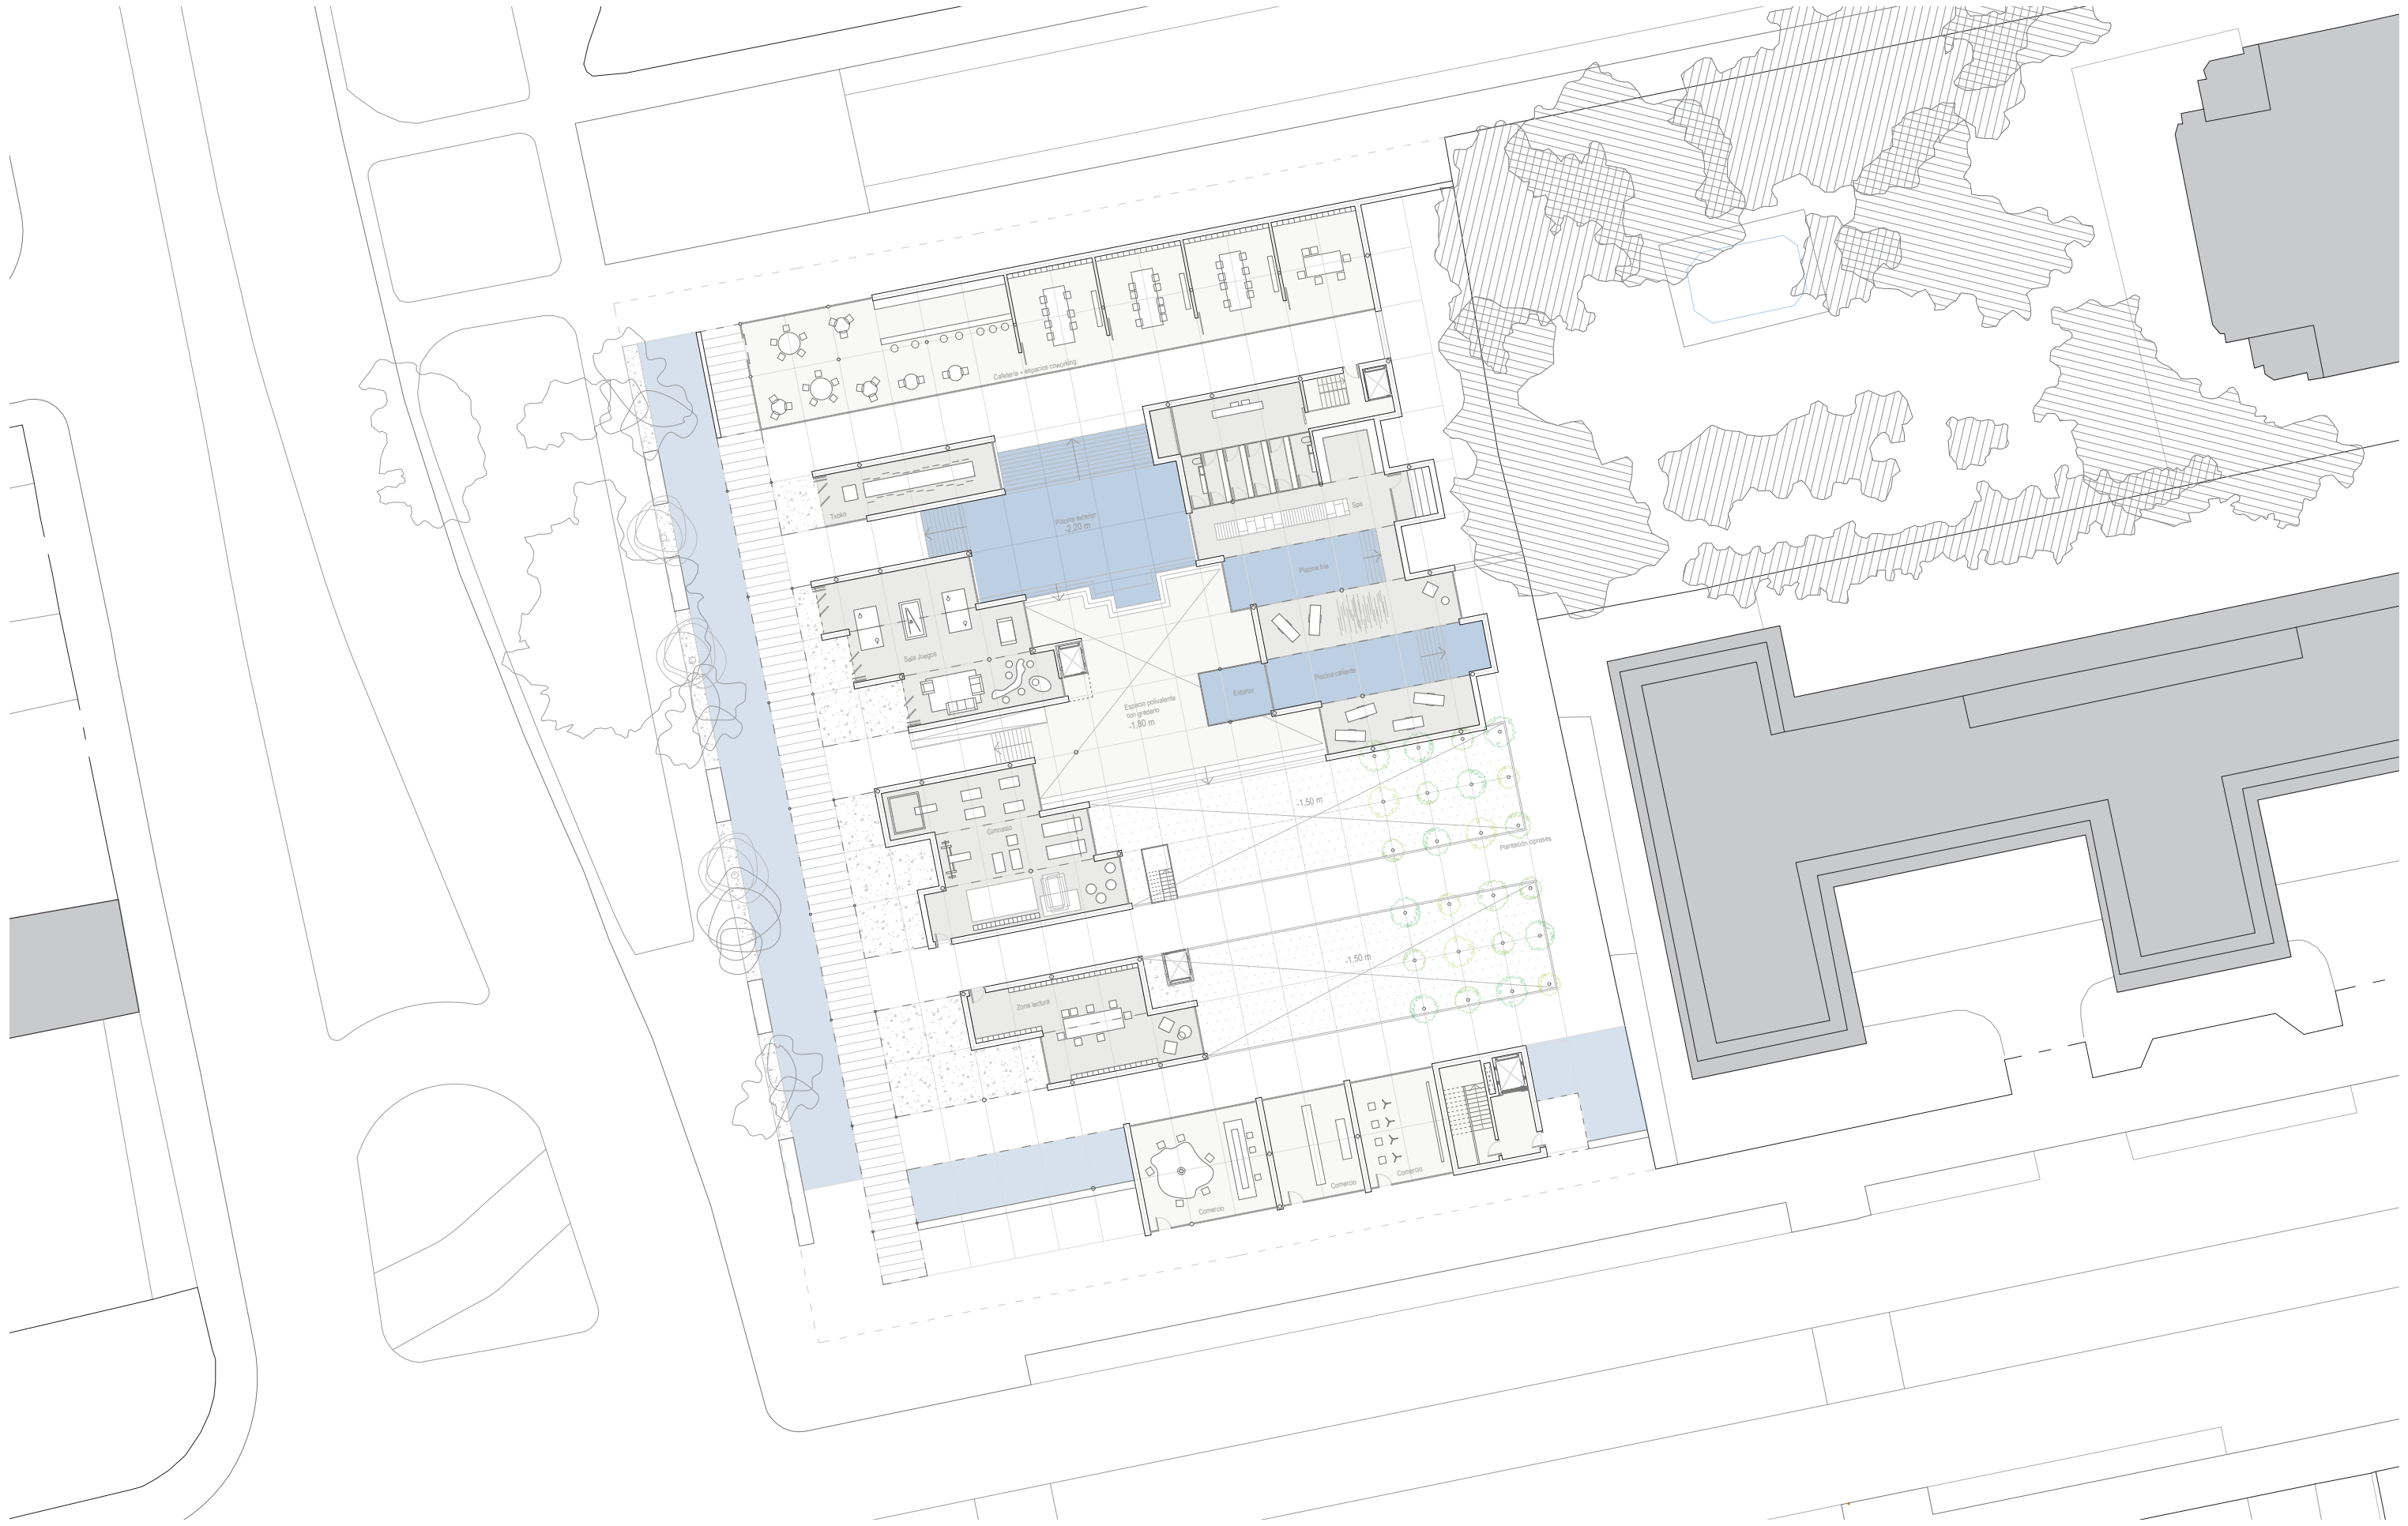 Cafetería + espacios coworking
Txoko
Piscina exterior
-2,20 m
Spa
Piscina fría
Sala Juegos
Exterior
Piscina caliente
Espacio polivalente
con graderío
-1,80 m
Gimnasio
-1,50 m
Plantación cipreses
Zona lectura
-1,50 m
Comercio
Comercio
Comercio